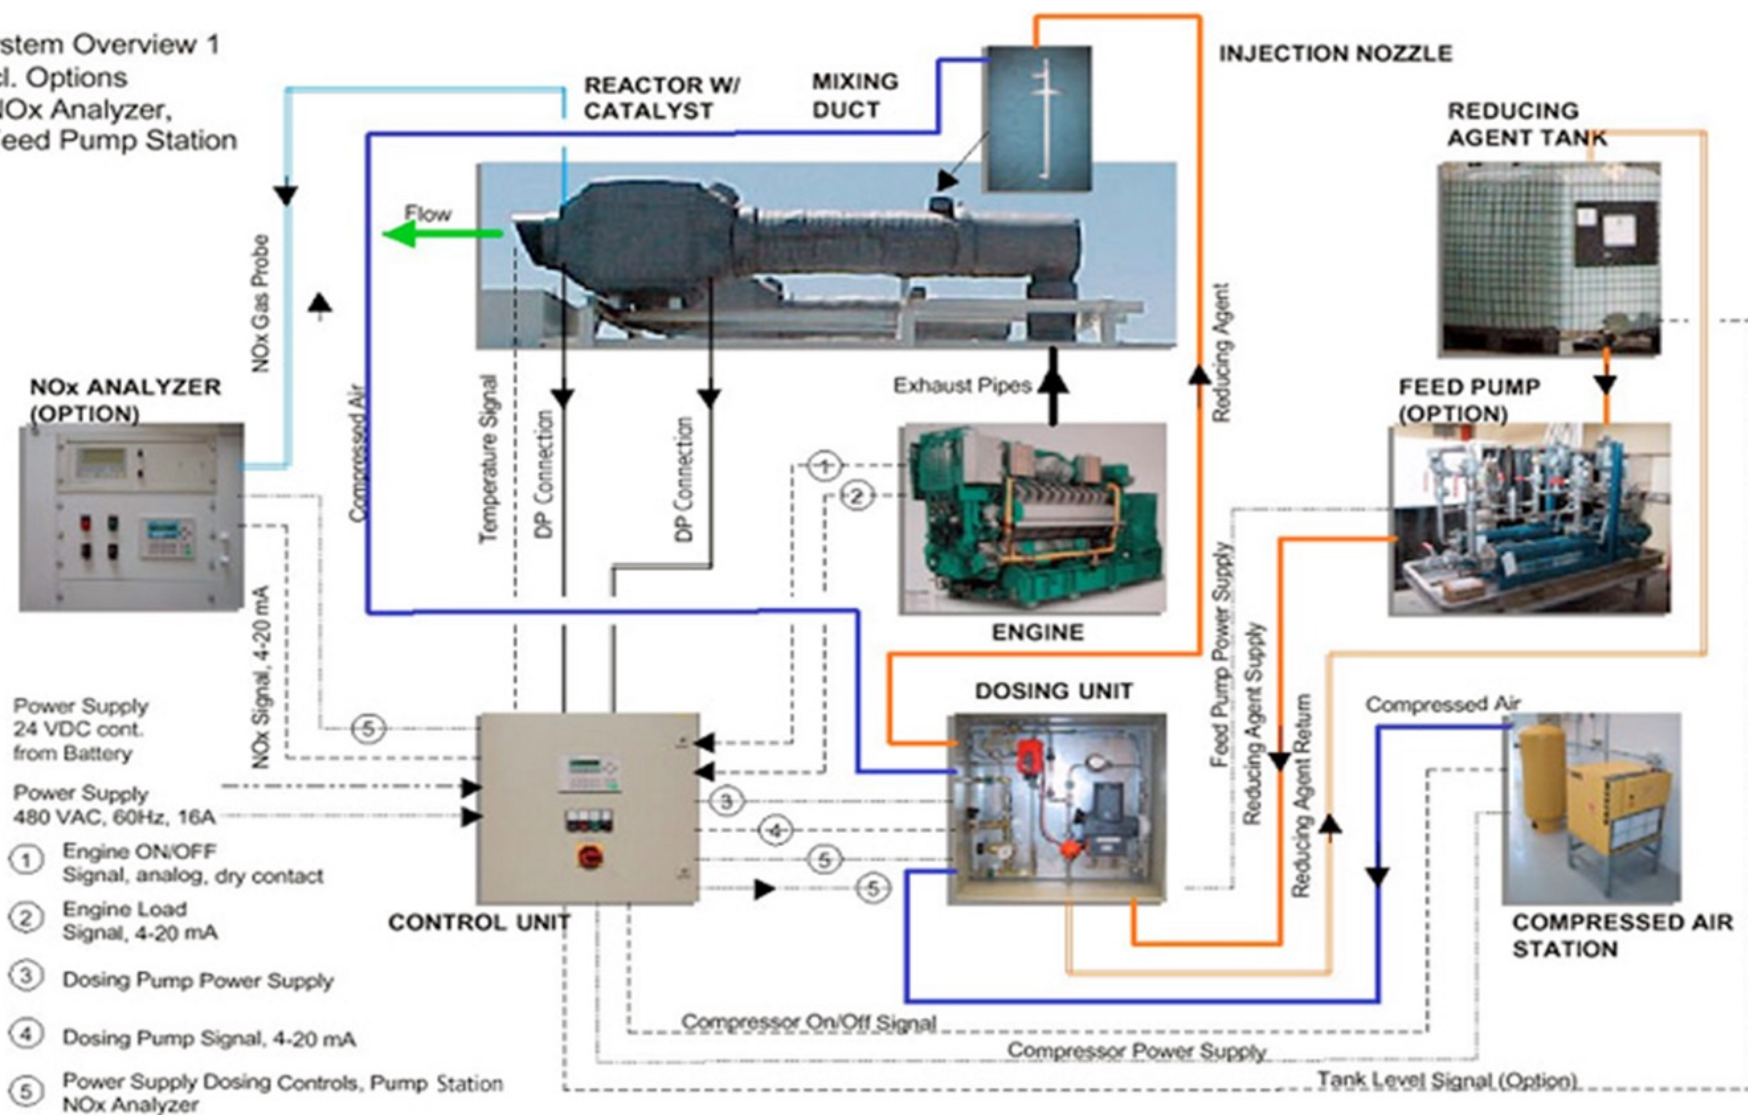 stem Overview 1
cl. Options
NOx Analyzer,
eed Pump Station
REACTOR W/
CATALYST
MIXING
DUCT
INJECTION NOZZLE
REDUCING
AGENT TANK
Flow
NOx Gas Probe
Compressed Air
Temperature Signal
DP Connection
DP Connection
Exhaust Pipes
Reducing Agent
NOx ANALYZER
(OPTION)
FEED PUMP
(OPTION)
1
2
ENGINE
NOx Signal, 4-20 mA
Feed Pump Power Supply
Reducing Agent Supply
Reducing Agent Return
DOSING UNIT
Compressed Air
5
3
4
5
5
CONTROL UNIT
COMPRESSED AIR
STATION
Power Supply
24 VDC cont.
from Battery
Power Supply
480 VAC, 60Hz, 16A
1 Engine ON/OFF
Signal, analog, dry contact
2 Engine Load
Signal, 4-20 mA
3 Dosing Pump Power Supply
4 Dosing Pump Signal, 4-20 mA
5 Power Supply Dosing Controls, Pump Station
NOx Analyzer
Compressor On/Off Signal
Compressor Power Supply
Tank Level Signal (Option)